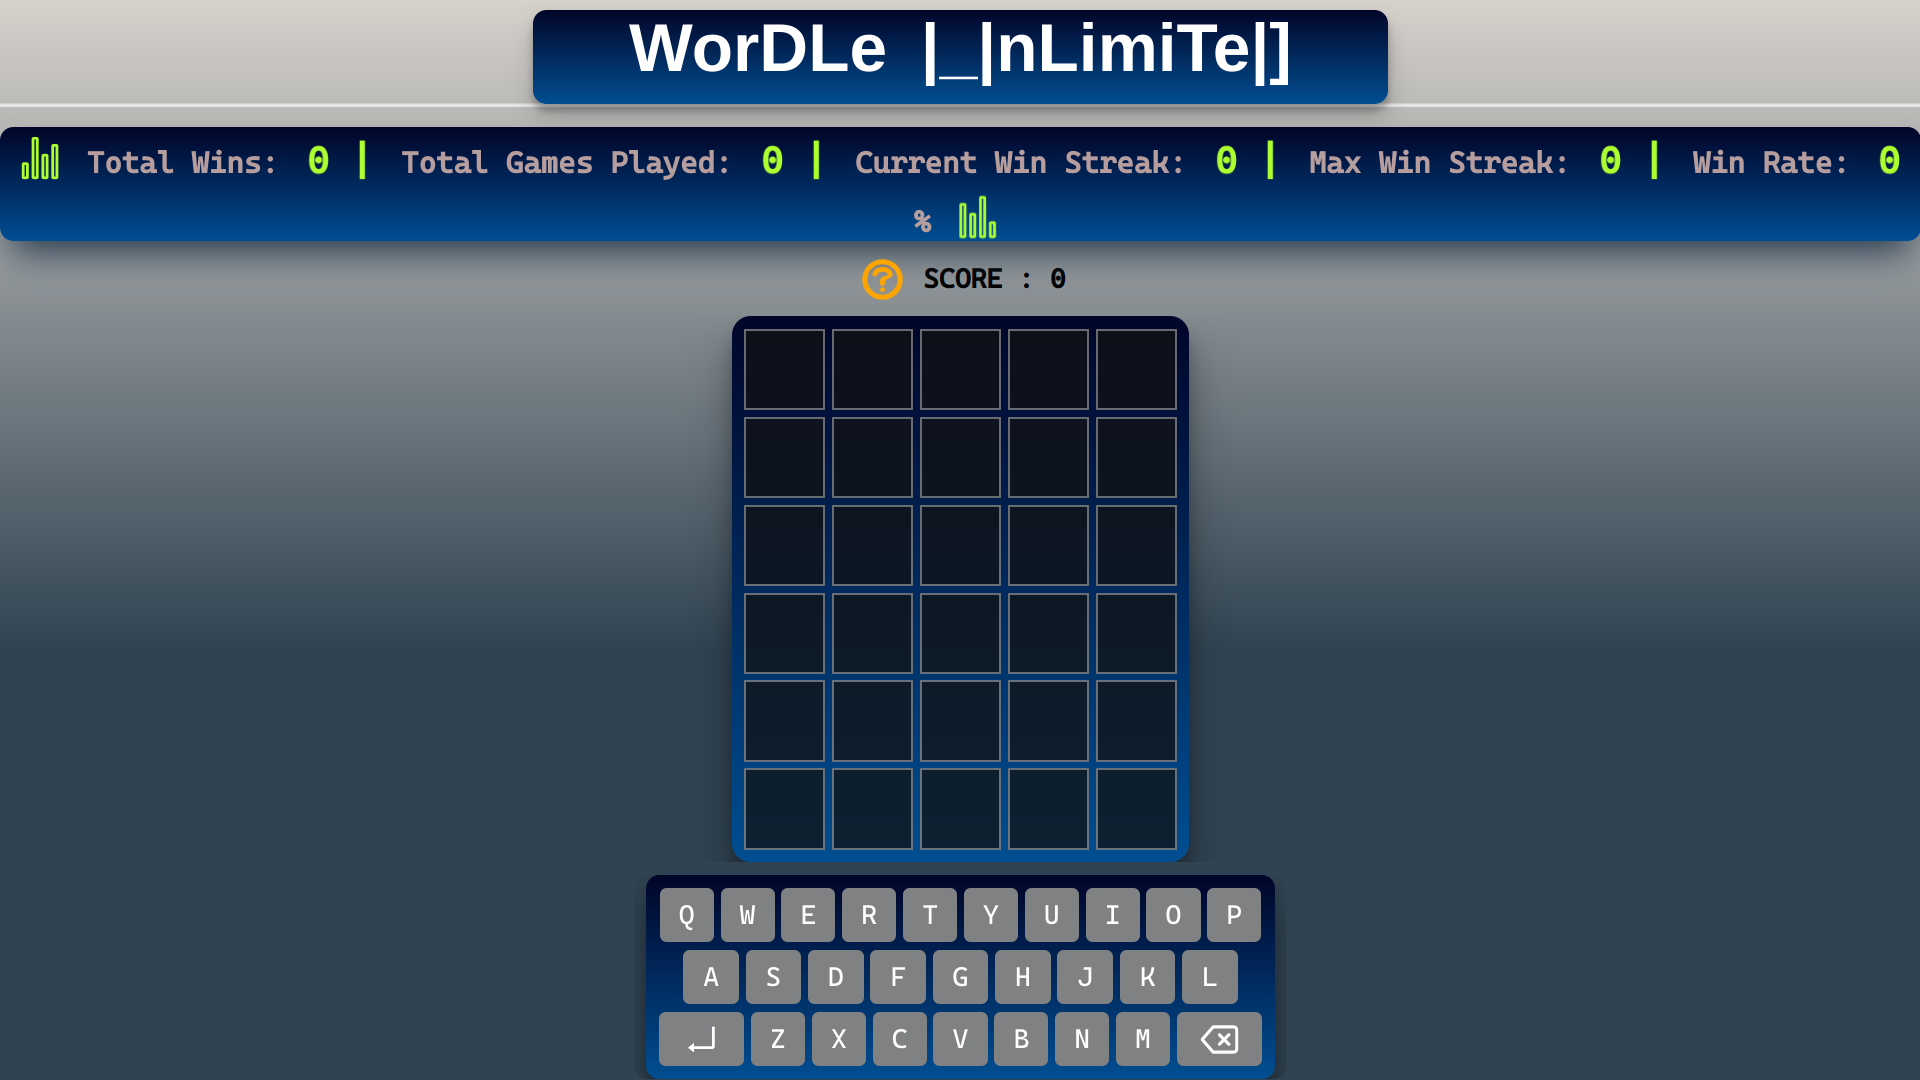 WorDLe |_|nLimiTe|]
Total Wins: 0 | Total Games Played: 0 | Current Win Streak: 0 | Max Win Streak: 0 | Win Rate: 0
%
SCORE : 0
Q W E R T Y U I O P
A S D F G H J K L
Z X C V B N M